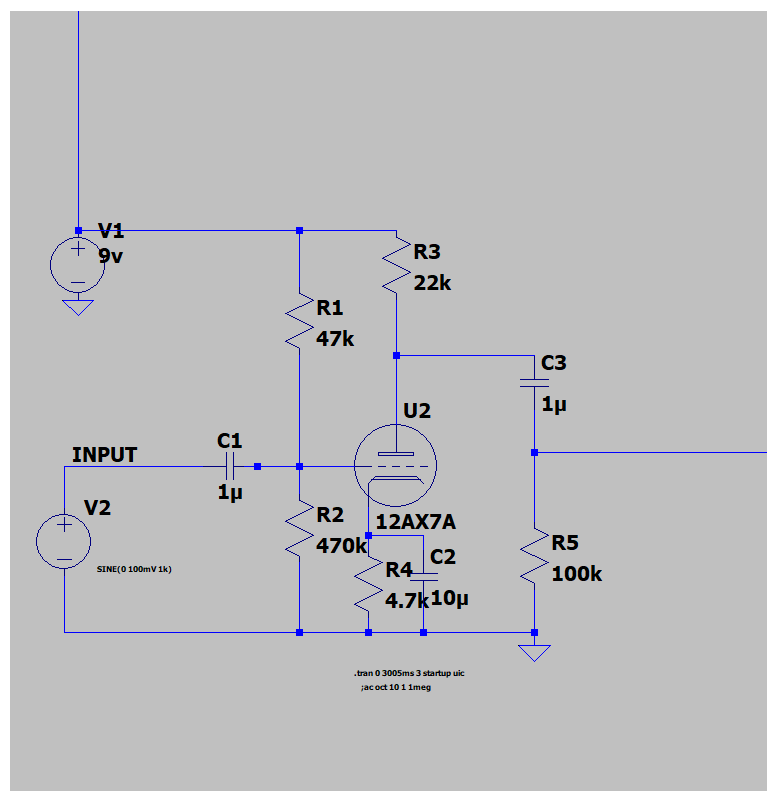 V1
9v
R3
22k
R1
47k
C3
1µ
U2
INPUT
C1
1µ
V2
SINE(0 100mV 1k)
R2
470k
12AX7A
R4
4.7k
C2
10µ
R5
100k
.tran 0 3005ms 3 startup uic
;ac oct 10 1 1meg